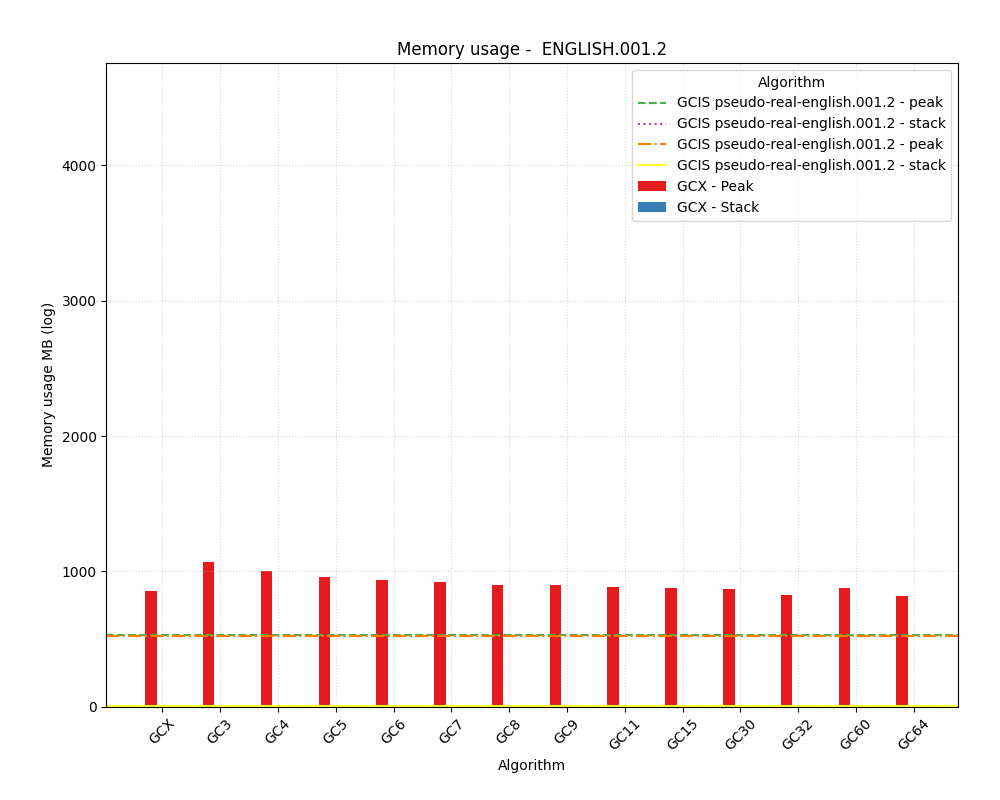 Memory usage -  ENGLISH.001.2
Algorithm
GCIS pseudo-real-english.001.2 - peak
GCIS pseudo-real-english.001.2 - stack
GCIS pseudo-real-english.001.2 - peak
GCIS pseudo-real-english.001.2 - stack
GCX - Peak
GCX - Stack
Memory usage MB (log)
4000
3000
2000
1000
0
GCX GC3 GC4 GC5 GC6 GC7 GC8 GC9 GC11 GC15 GC30 GC32 GC60 GC64
Algorithm